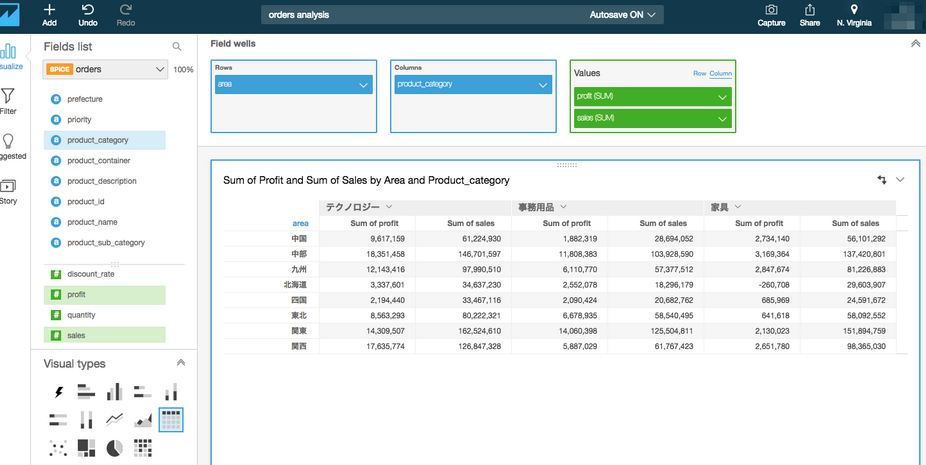 Add
Undo
Redo
orders analysis
Autosave ON
Capture
Share
N. Virginia
sualize
Filter
ggested
Story
Fields list
SPICE orders
100%
prefecture
priority
product_category
product_container
product_description
product_id
product_name
product_sub_category
discount_rate
profit
quantity
sales
Visual types
Field wells
Rows
area
Columns
product_category
Values
Row Column
profit (SUM)
sales (SUM)
Sum of Profit and Sum of Sales by Area and Product_category
テクノロジー 事務用品 家具
area Sum of profit Sum of sales Sum of profit Sum of sales Sum of profit Sum of sales
中国 9,617,159 61,224,930 1,882,319 28,694,052 2,734,140 56,101,292
中部 18,351,458 146,701,597 11,808,383 103,928,590 3,169,364 137,420,801
九州 12,143,416 97,990,510 6,110,770 57,377,512 2,847,674 81,226,883
北海道 3,337,601 34,637,230 2,552,078 18,296,179 -260,708 29,603,907
四国 2,194,440 33,467,116 2,090,424 20,682,762 685,969 24,591,672
東北 8,563,293 80,222,321 6,678,935 58,540,495 641,618 58,092,552
関東 14,309,507 162,524,610 14,060,398 125,504,811 2,130,023 151,894,759
関西 17,635,774 126,847,328 5,887,029 61,767,423 2,651,780 98,365,030